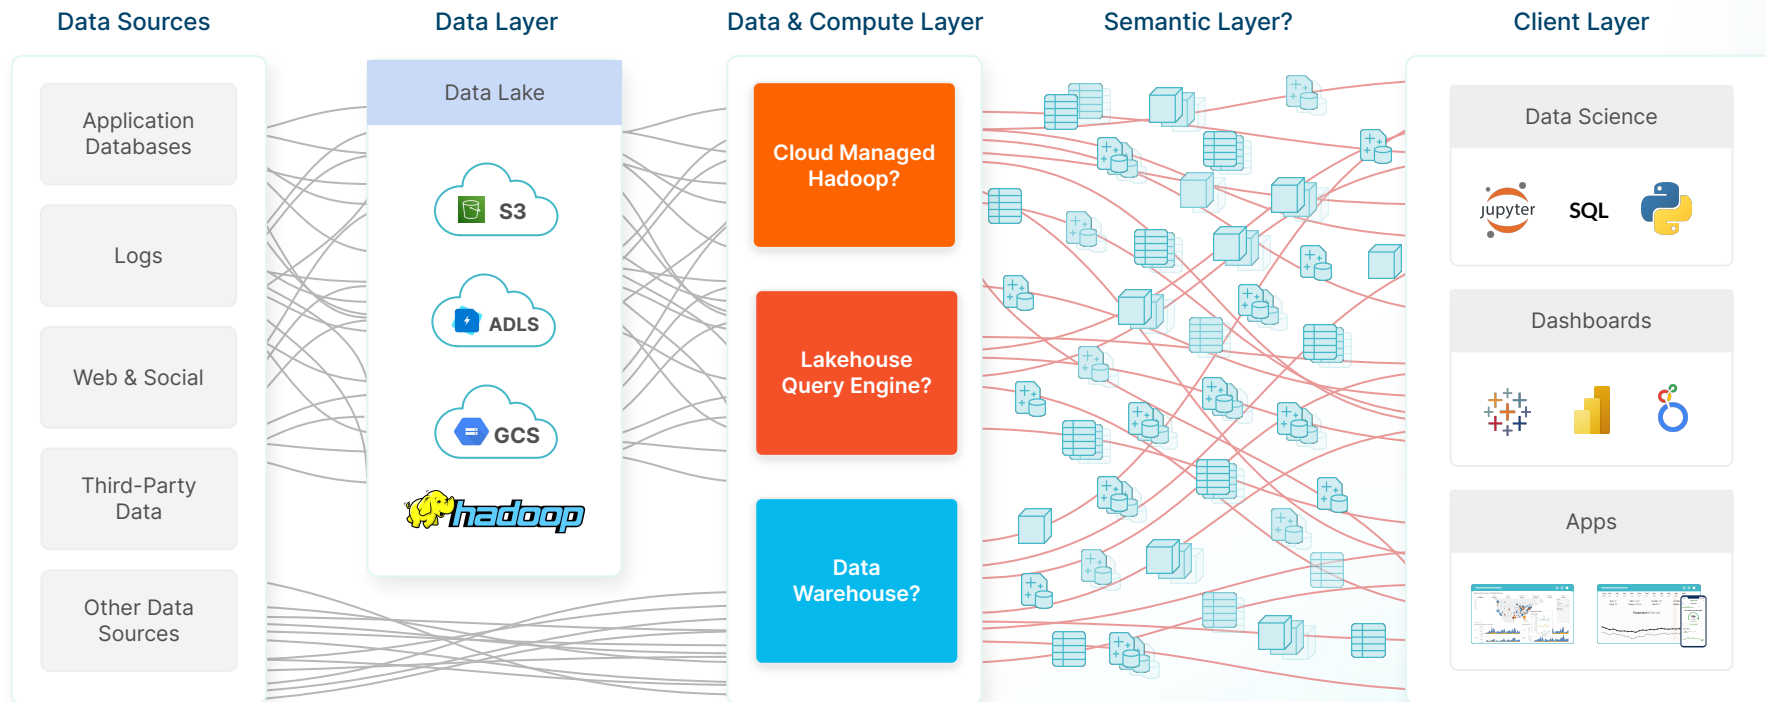 Data Sources
Data Layer
Data & Compute Layer
Semantic Layer?
Client Layer
Application
Databases
Logs
Web & Social
Third-Party
Data
Other Data
Sources
Data Lake
S3
ADLS
GCS
hadoop
Cloud Managed
Hadoop?
Lakehouse
Query Engine?
Data
Warehouse?
Data Science
jupyter
SQL
Dashboards
Apps